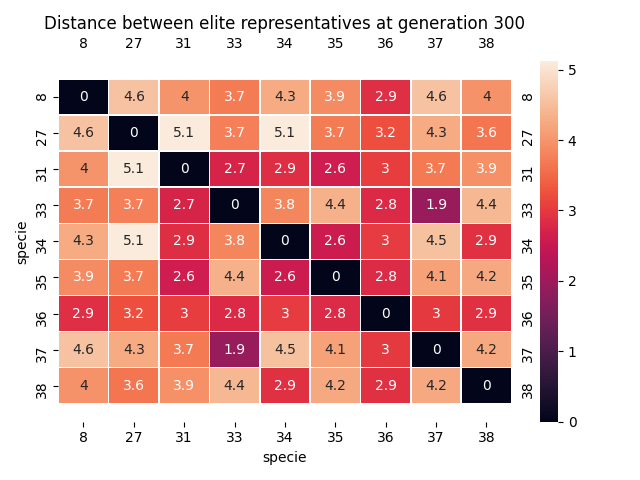 Distance between elite representatives at generation 300
8 27 31 33 34 35 36 37 38
8 0 4.6 4 3.7 4.3 3.9 2.9 4.6 4 8
27 4.6 0 5.1 3.7 5.1 3.7 3.2 4.3 3.6 27
31 4 5.1 0 2.7 2.9 2.6 3 3.7 3.9 31
33 3.7 3.7 2.7 0 3.8 4.4 2.8 1.9 4.4 33
34 4.3 5.1 2.9 3.8 0 2.6 3 4.5 2.9 34
35 3.9 3.7 2.6 4.4 2.6 0 2.8 4.1 4.2 35
36 2.9 3.2 3 2.8 3 2.8 0 3 2.9 36
37 4.6 4.3 3.7 1.9 4.5 4.1 3 0 4.2 37
38 4 3.6 3.9 4.4 2.9 4.2 2.9 4.2 0 38
8 27 31 33 34 35 36 37 38
specie
specie
5
4
3
2
1
0